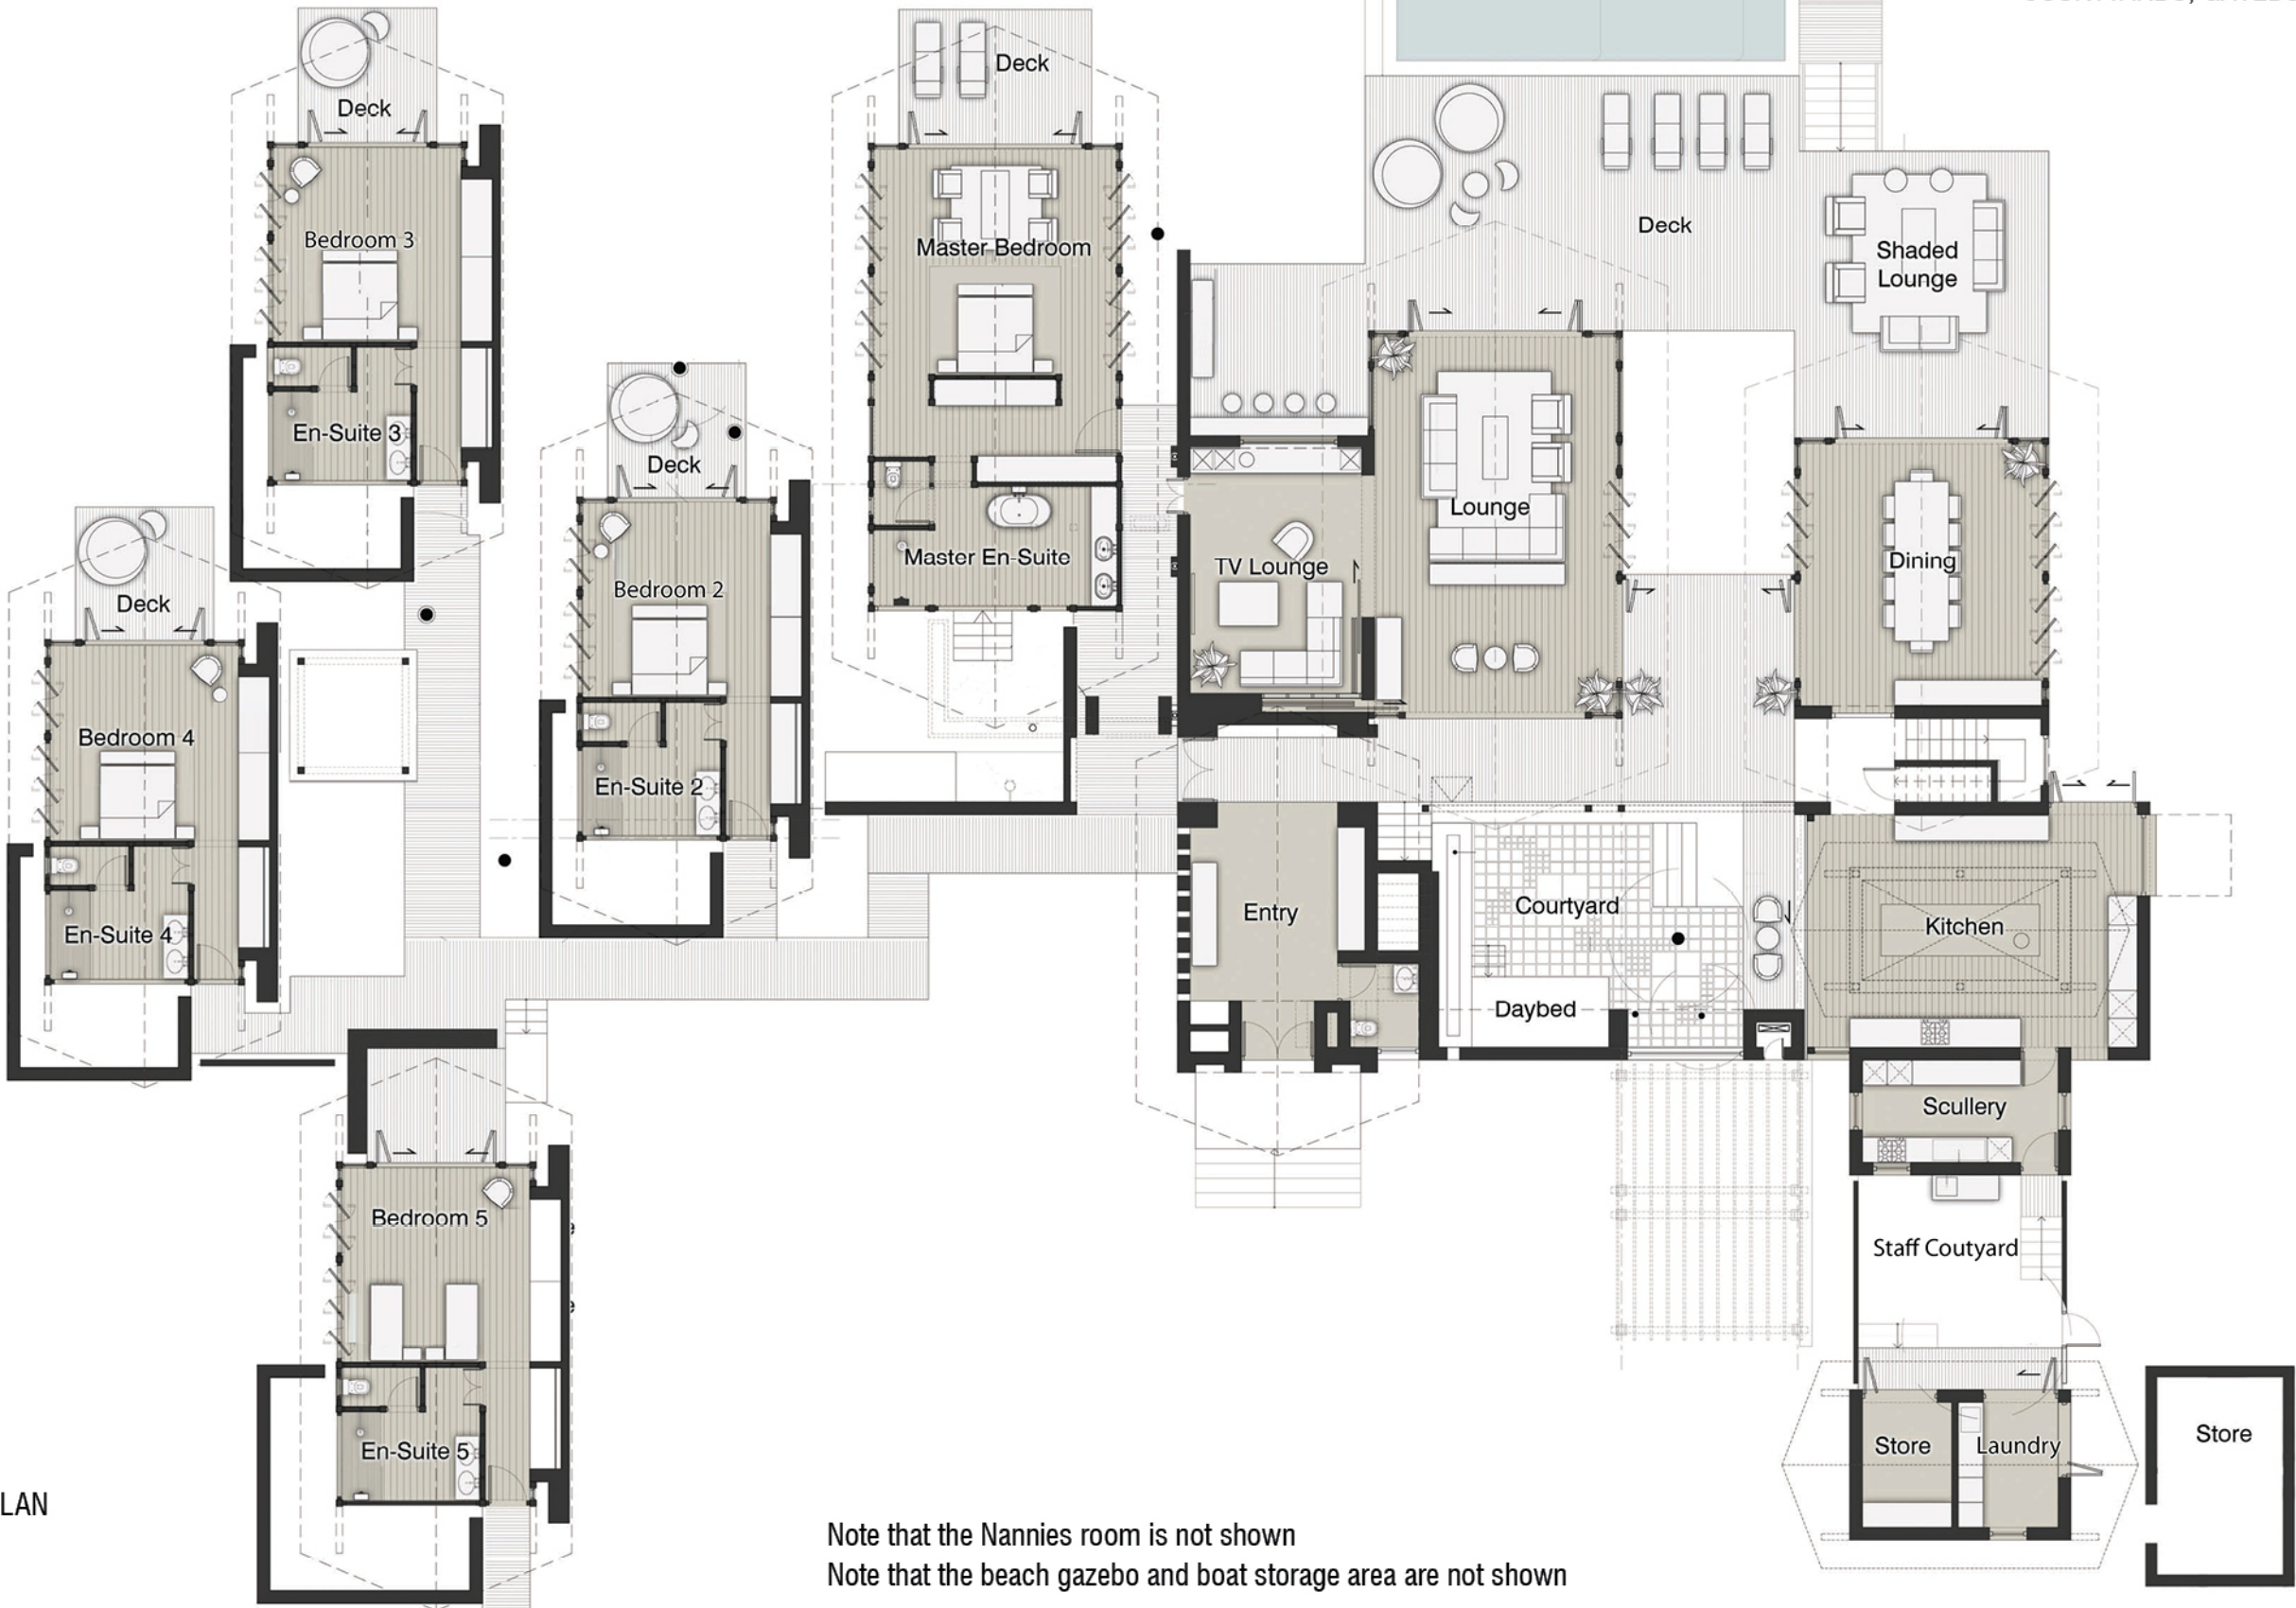 Deck
Deck
Bedroom 3
Master Bedroom
Deck
Shaded
Lounge
En-Suite 3
Deck
Lounge
Master En-Suite
TV Lounge
Dining
Deck
Bedroom 2
Bedroom 4
En-Suite 2
En-Suite 4
Entry
Courtyard
Kitchen
Daybed
Scullery
Bedroom 5
Staff Coutyard
En-Suite 5
Store
Laundry
Store
LAN
Note that the Nannies room is not shown
Note that the beach gazebo and boat storage area are not shown